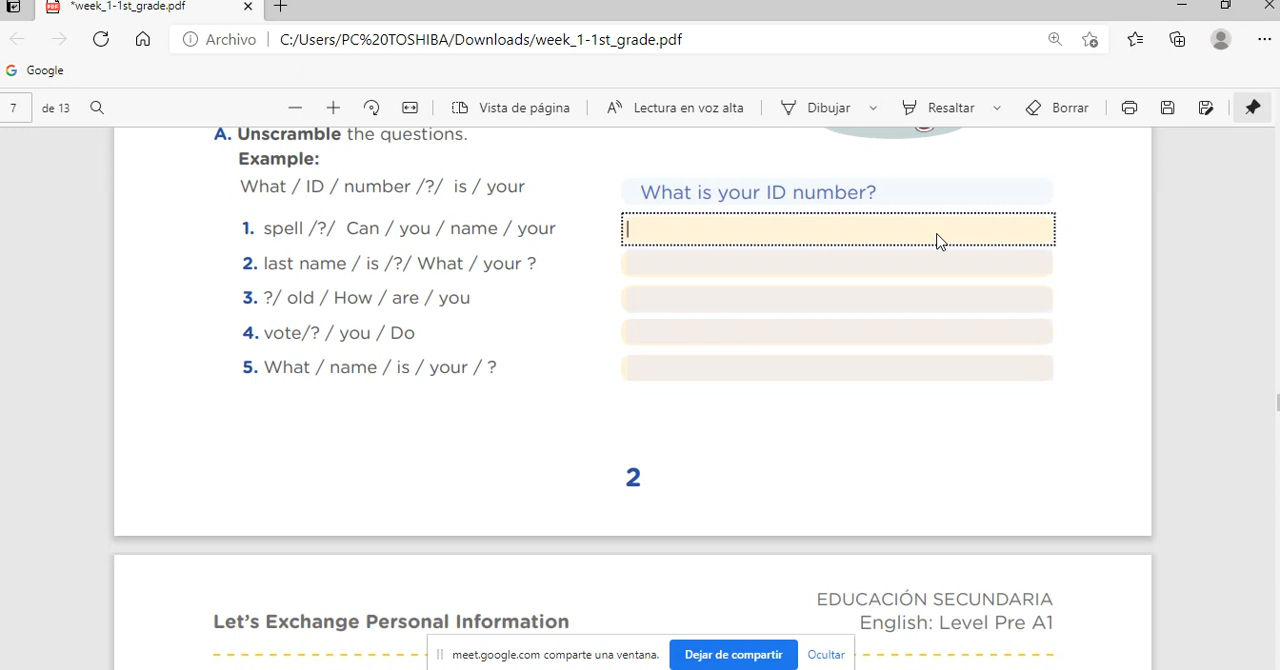 *week_1-1st_grade.pdf
Archivo | C:/Users/PC%20TOSHIBA/Downloads/week_1-1st_grade.pdf
Google
7 de 13 Vista de página Lectura en voz alta Dibujar Resaltar Borrar
A. Unscramble the questions.
Example:
What / ID / number /?/ is / your What is your ID number?
1. spell /?/ Can / you / name / your
2. last name / is /?/ What / your ?
3. ?/ old / How / are / you
4. vote/? / you / Do
5. What / name / is / your / ?
2
EDUCACIÓN SECUNDARIA
Let's Exchange Personal Information English: Level Pre A1
meet.google.com comparte una ventana. Dejar de compartir Ocultar